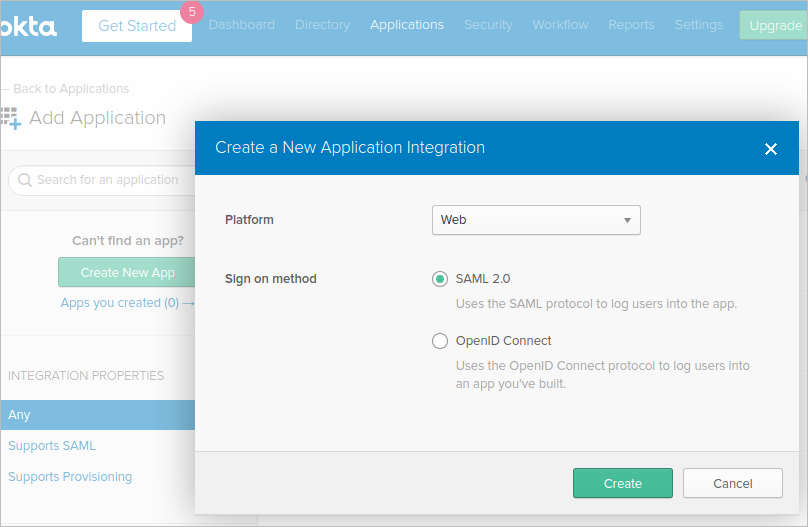 okta
Get Started
5
Dashboard
Directory
Applications
Security
Workflow
Reports
Settings
Upgrade
← Back to Applications
Add Application
Search for an application
Can't find an app?
Create New App
Apps you created (0) →
INTEGRATION PROPERTIES
Any
Supports SAML
Supports Provisioning
Create a New Application Integration
Platform
Web
Sign on method
SAML 2.0
Uses the SAML protocol to log users into the app.
OpenID Connect
Uses the OpenID Connect protocol to log users into
an app you've built.
Create
Cancel